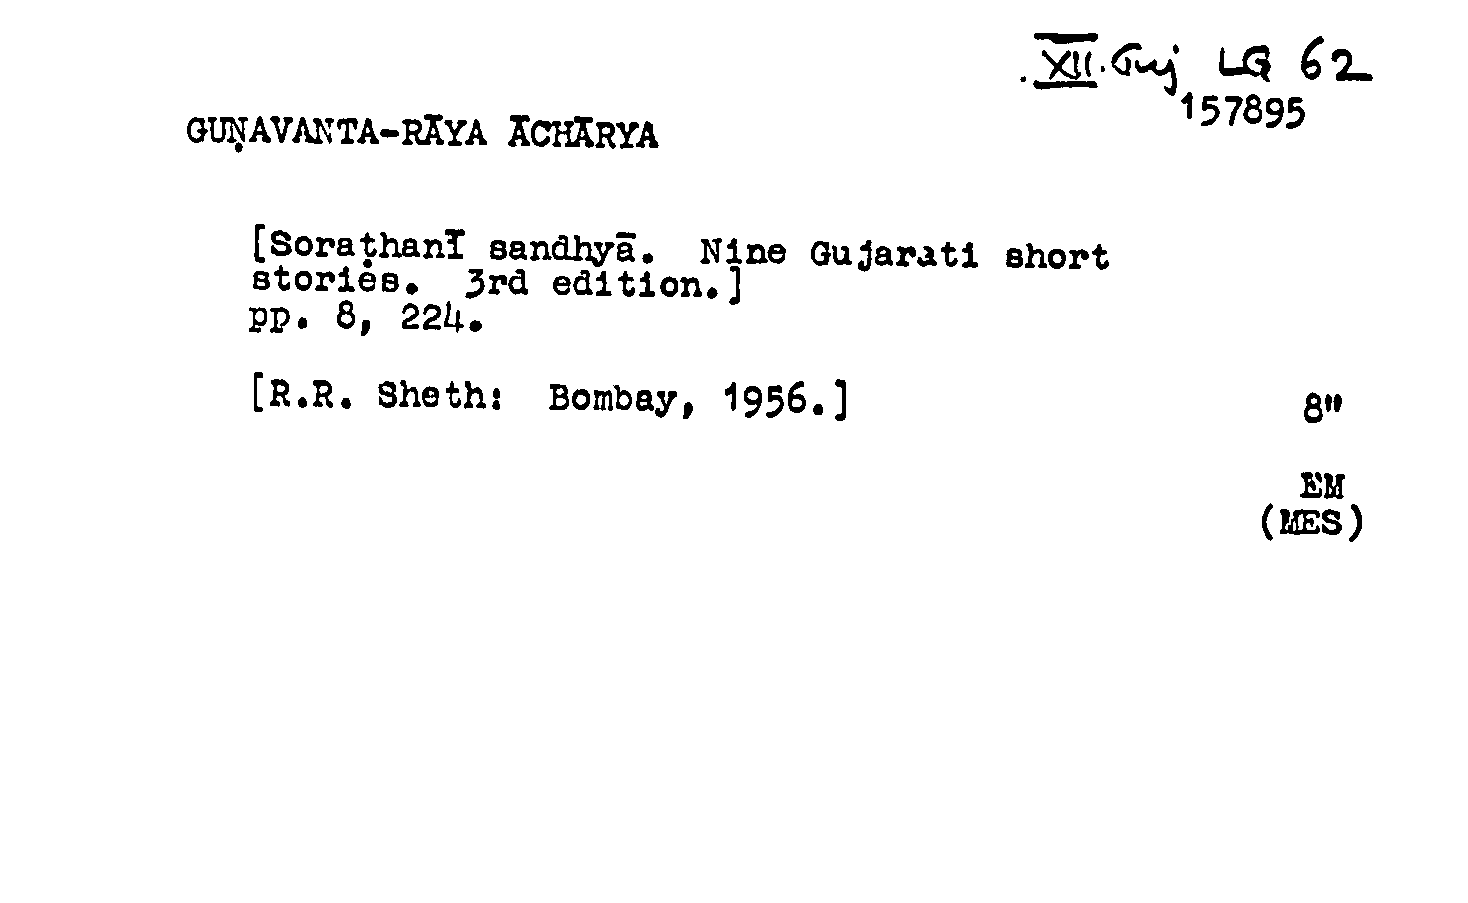 XII. Guj LG 62
157895
GUṆAVANTA-RĀYA ĀCHĀRYA
[Soraṭhanī sandhyā. Nine Gujarati short
stories. 3rd edition.]
pp. 8, 224.
[R.R. Sheth: Bombay, 1956.]
8"
EM
(MES)